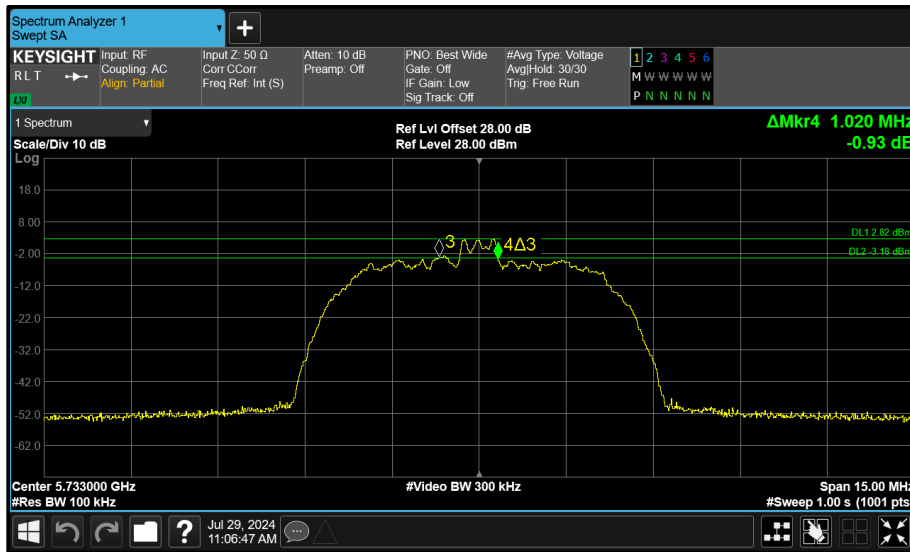 Spectrum Analyzer 1
Swept SA
KEYSIGHT
RLT
LXI
Input: RF
Coupling: AC
Align: Partial
Input Z: 50 Ω
Corr CCorr
Freq Ref: Int (S)
Atten: 10 dB
Preamp: Off
PNO: Best Wide
Gate: Off
IF Gain: Low
Sig Track: Off
#Avg Type: Voltage
Avg|Hold: 30/30
Trig: Free Run
1 2 3 4 5 6
M W W W W W
P N N N N N
1 Spectrum
Scale/Div 10 dB
Ref Lvl Offset 28.00 dB
Ref Level 28.00 dBm
ΔMkr4 1.020 MHz
-0.93 dB
Log
18.0
8.00
-2.00
-12.0
-22.0
-32.0
-42.0
-52.0
-62.0
3
4Δ3
DL1 2.82 dBm
DL2 -3.18 dBm
Center 5.733000 GHz
#Res BW 100 kHz
#Video BW 300 kHz
Span 15.00 MHz
#Sweep 1.00 s (1001 pts
?
Jul 29, 2024
11:06:47 AM